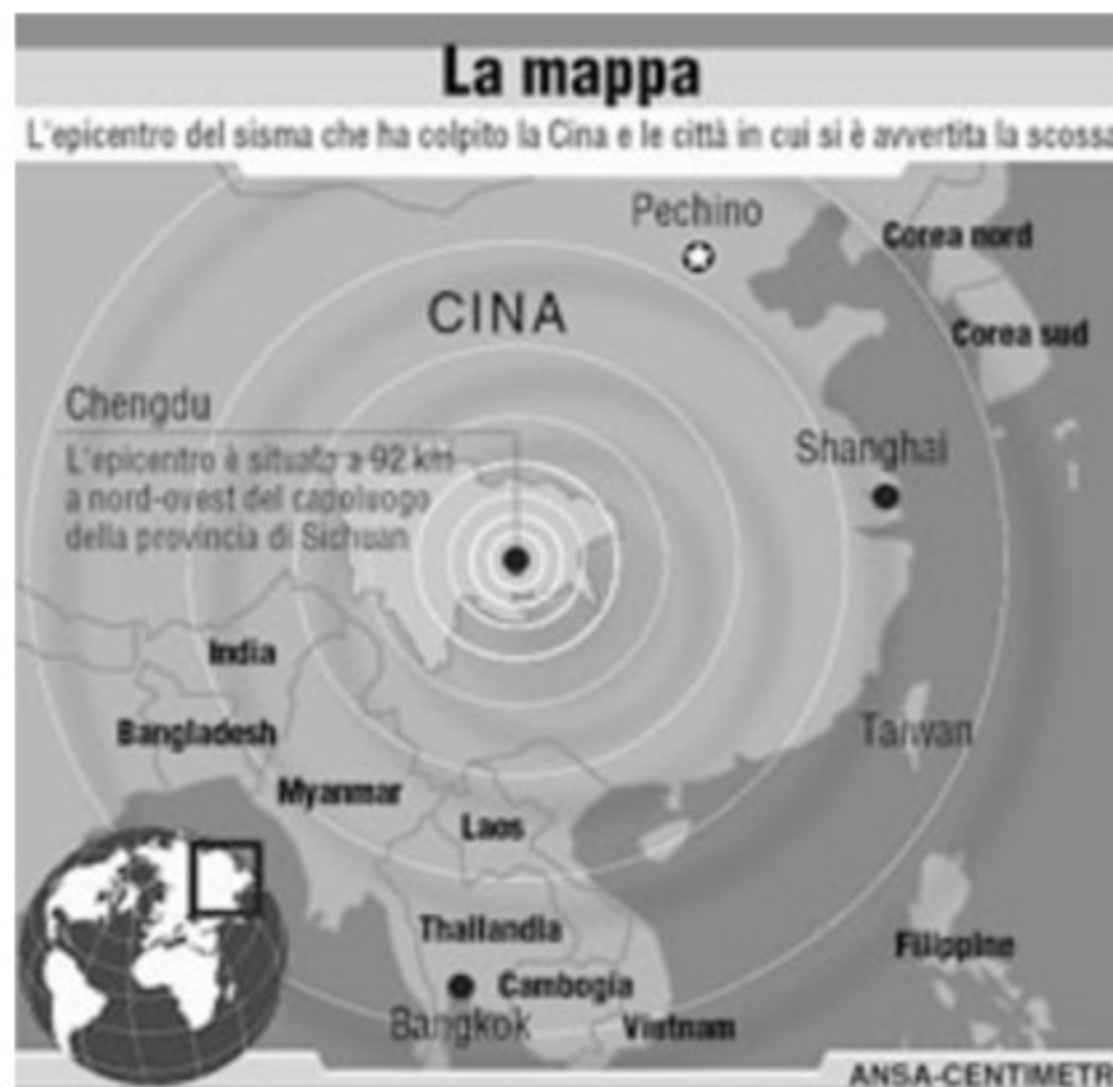 La mappa
L'epicentro del sisma che ha colpito la Cina e le città in cui si è avvertita la scossa
Pechino
Corea nord
CINA
Corea sud
Chengdu
Shanghai
L'epicentro è situato a 92 km
a nord-ovest del capoluogo
della provincia di Sichuan
India
Bangladesh
Taiwan
Myanmar
Laos
Thailandia
Filippine
Cambogia
Bangkok
Vietnam
ANSA-CENTIMETR